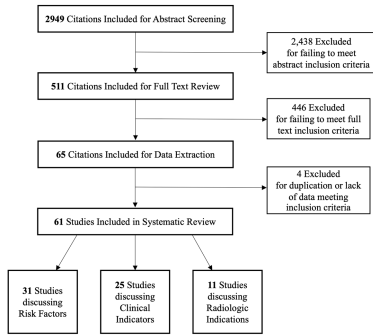 2949 Citations Included for Abstract Screening
2,438 Excluded
for failing to meet
abstract inclusion criteria
511 Citations Included for Full Text Review
446 Excluded
for failing to meet full
text inclusion criteria
65 Citations Included for Data Extraction
4 Excluded
for duplication or lack
of data meeting
inclusion criteria
61 Studies Included in Systematic Review
31 Studies
discussing
Risk Factors
25 Studies
discussing
Clinical
Indicators
11 Studies
discussing
Radiologic
Indications